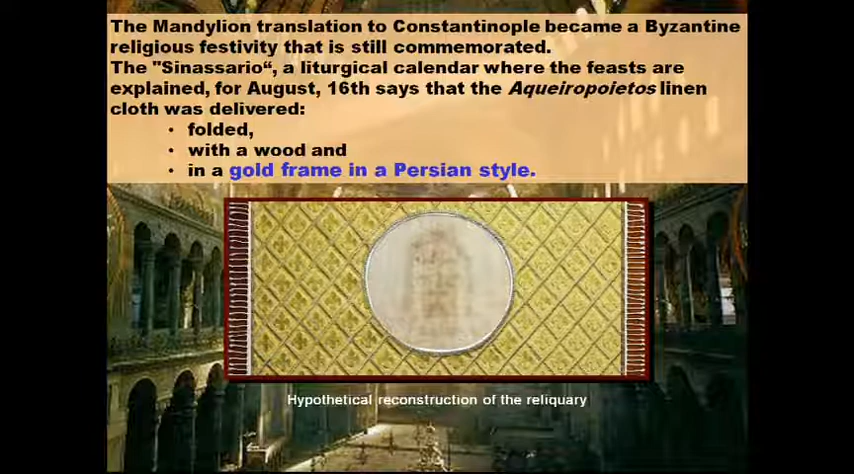 The Mandylion translation to Constantinople became a Byzantine
religious festivity that is still commemorated.
The "Sinassario“, a liturgical calendar where the feasts are
explained, for August, 16th says that the Aqueiropoietos linen
cloth was delivered:
• folded,
• with a wood and
• in a gold frame in a Persian style.
Hypothetical reconstruction of the reliquary